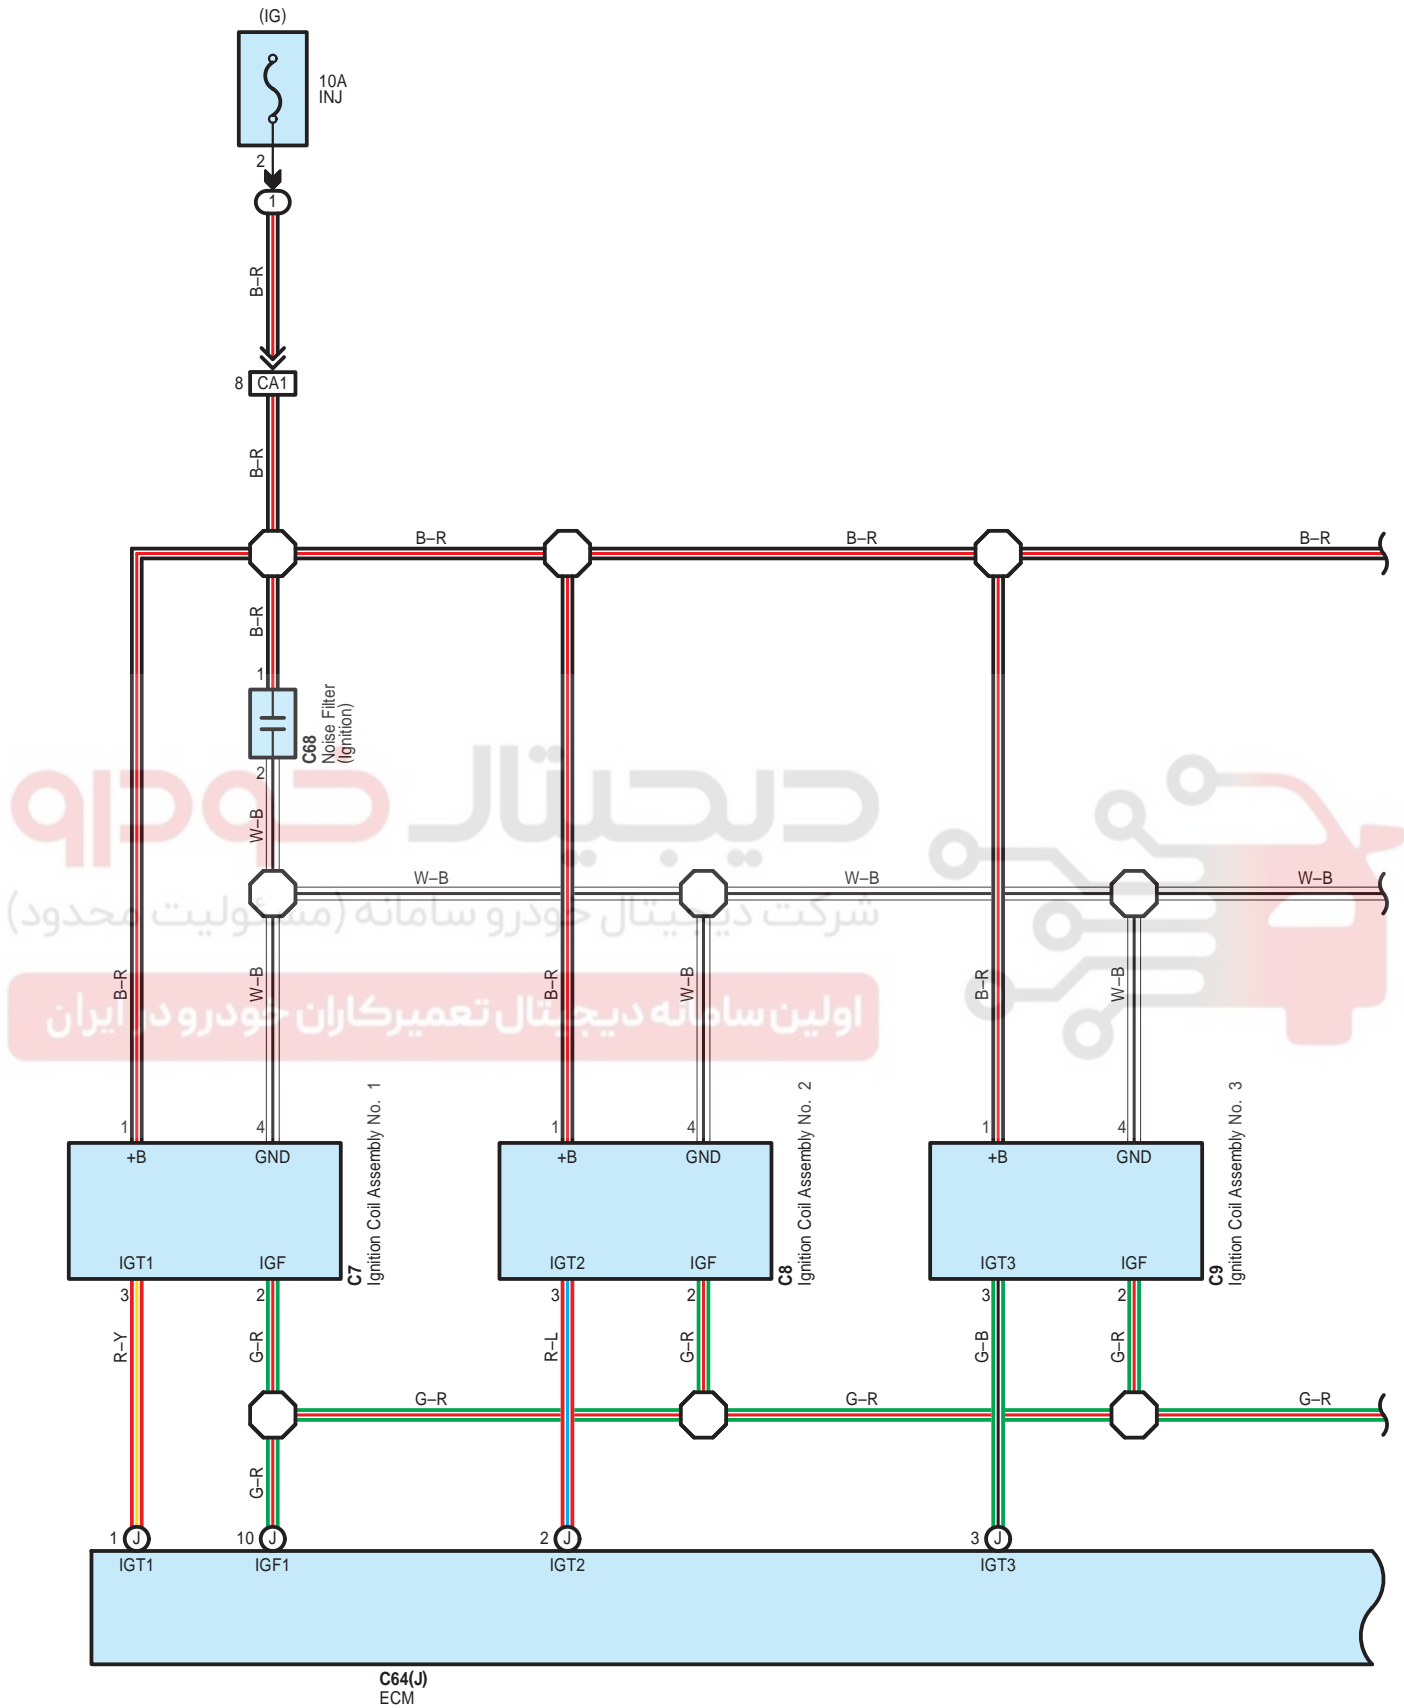 (IG)
10A
INJ
2
1
B–R
8 CA1
B–R
B–R
B–R
B–R
B–R
1
C68
Noise Filter
(Ignition)
2
دیجیتال خودرو
W–B
W–B
W–B
W–B
شرکت دیجیتال خودرو سامانه (مسئولیت محدود)
B–R
W–B
B–R
W–B
B–R
W–B
اولین سامانه دیجیتال تعمیرکاران خودرو در ایران
1
4
1
4
1
4
+B
GND
+B
GND
+B
GND
IGT1
IGF
IGT2
IGF
IGT3
IGF
C7
Ignition Coil Assembly No. 1
C8
Ignition Coil Assembly No. 2
C9
Ignition Coil Assembly No. 3
3
2
3
2
3
2
R–Y
G–R
R–L
G–R
G–B
G–R
G–R
G–R
G–R
G–R
1 J
10 J
2 J
3 J
IGT1
IGF1
IGT2
IGT3
C64(J)
ECM